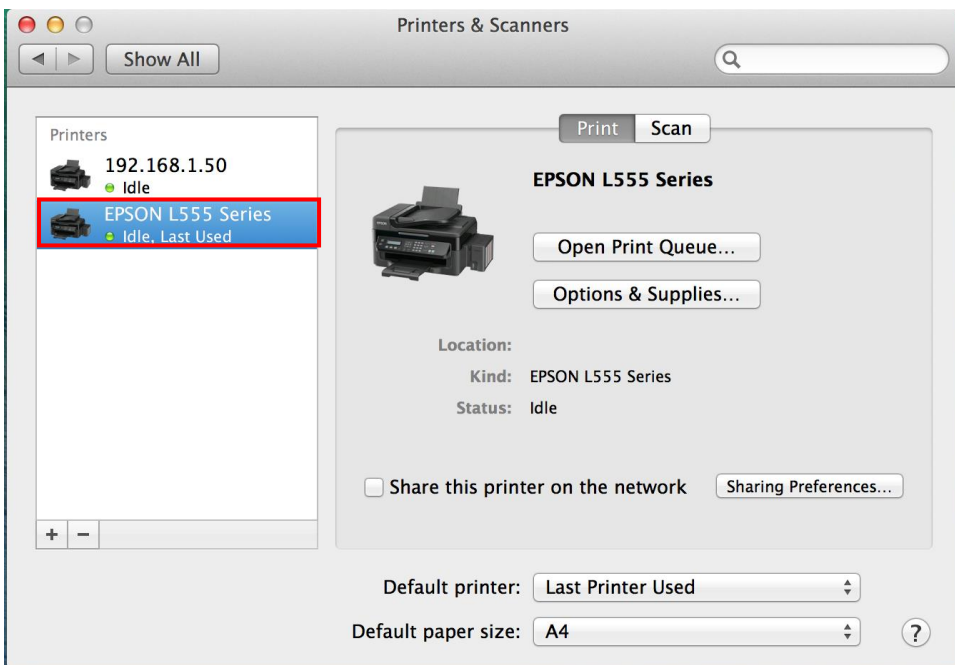 Printers & Scanners
Show All
Printers
192.168.1.50
Idle
EPSON L555 Series
Idle, Last Used
Print Scan
EPSON L555 Series
Open Print Queue...
Options & Supplies...
Location:
Kind: EPSON L555 Series
Status: Idle
Share this printer on the network Sharing Preferences...
+ −
Default printer: Last Printer Used
Default paper size: A4 ?